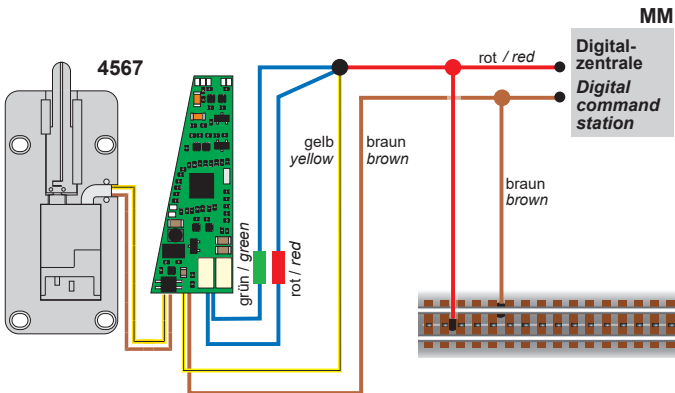 MM
4567
rot / red
Digital-
zentrale
Digital
command
station
gelb
yellow
braun
brown
braun
brown
grün / green
rot / red